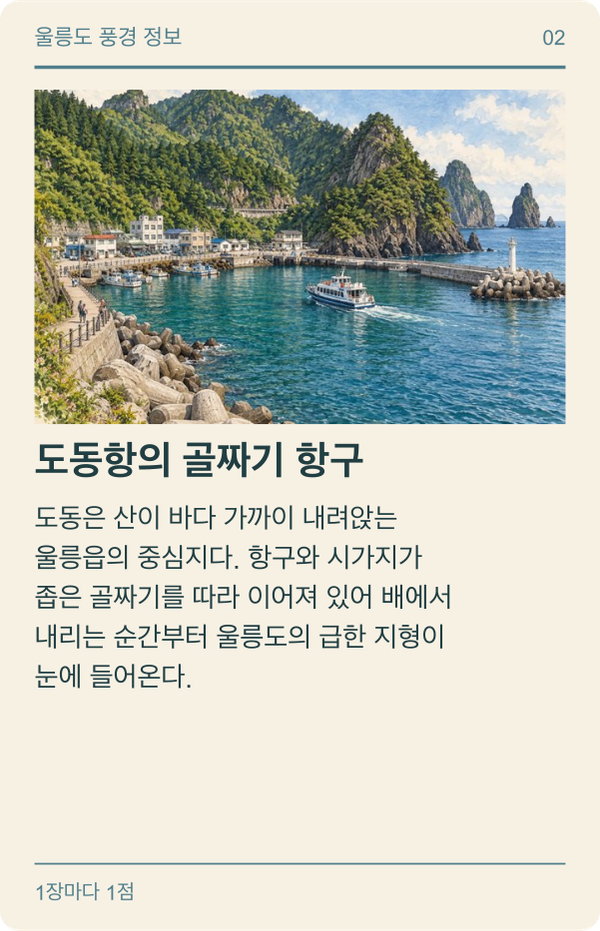 울릉도 풍경 정보
02
도동항의 골짜기 항구
도동은 산이 바다 가까이 내려앉는
울릉읍의 중심지다. 항구와 시가지가
좁은 골짜기를 따라 이어져 있어 배에서
내리는 순간부터 울릉도의 급한 지형이
눈에 들어온다.
1장마다 1점